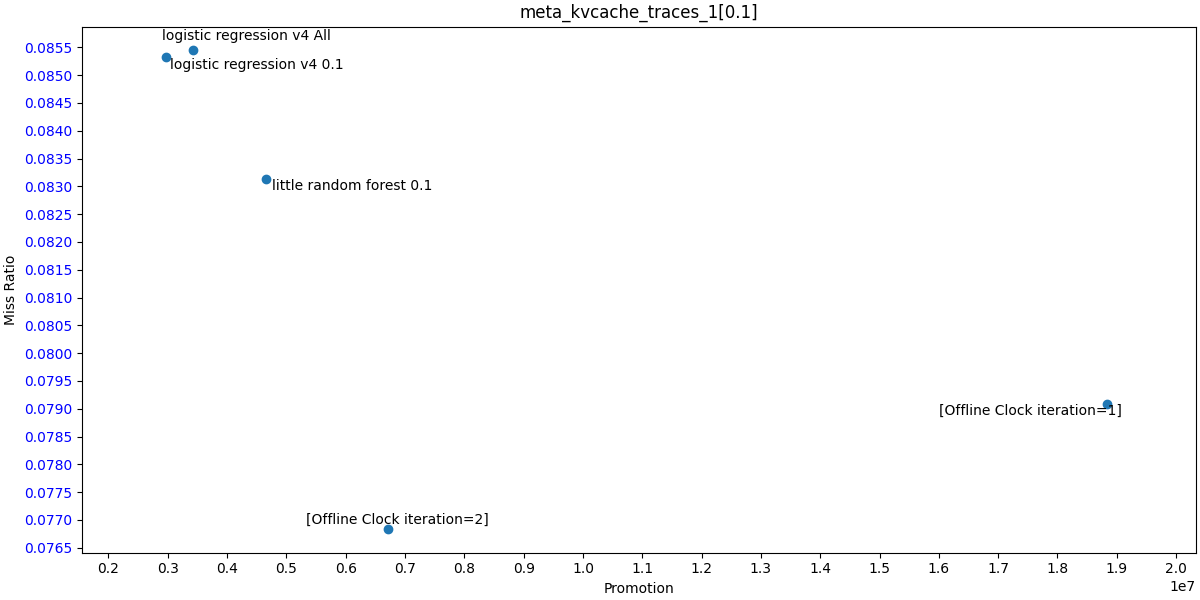 meta_kvcache_traces_1[0.1]
logistic regression v4 All
logistic regression v4 0.1
little random forest 0.1
[Offline Clock iteration=1]
[Offline Clock iteration=2]
Miss Ratio
0.0855
0.0850
0.0845
0.0840
0.0835
0.0830
0.0825
0.0820
0.0815
0.0810
0.0805
0.0800
0.0795
0.0790
0.0785
0.0780
0.0775
0.0770
0.0765
0.2 0.3 0.4 0.5 0.6 0.7 0.8 0.9 1.0 1.1 1.2 1.3 1.4 1.5 1.6 1.7 1.8 1.9 2.0
1e7
Promotion